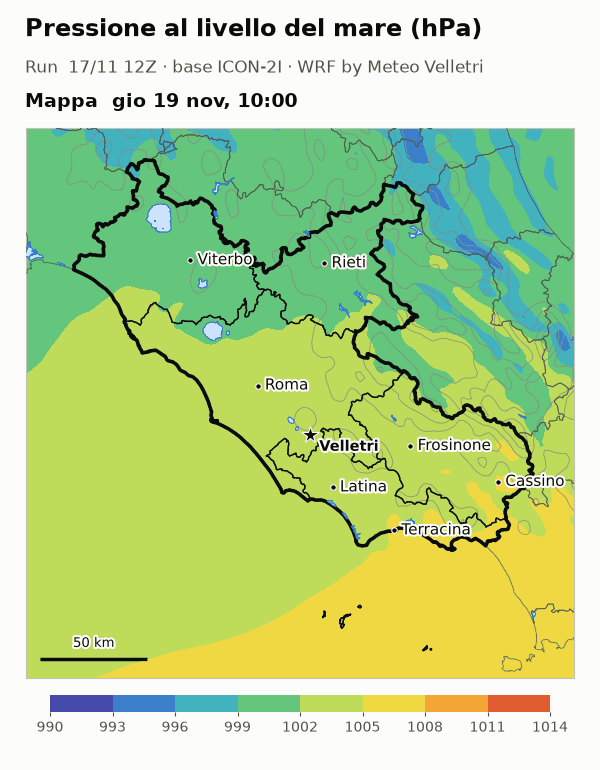 Pressione al livello del mare (hPa)
Run  17/11 12Z · base ICON-2I · WRF by Meteo Velletri
Mappa  gio 19 nov, 10:00
Viterbo
Rieti
Roma
Velletri
Frosinone
Cassino
Latina
Terracina
50 km
990 993 996 999 1002 1005 1008 1011 1014